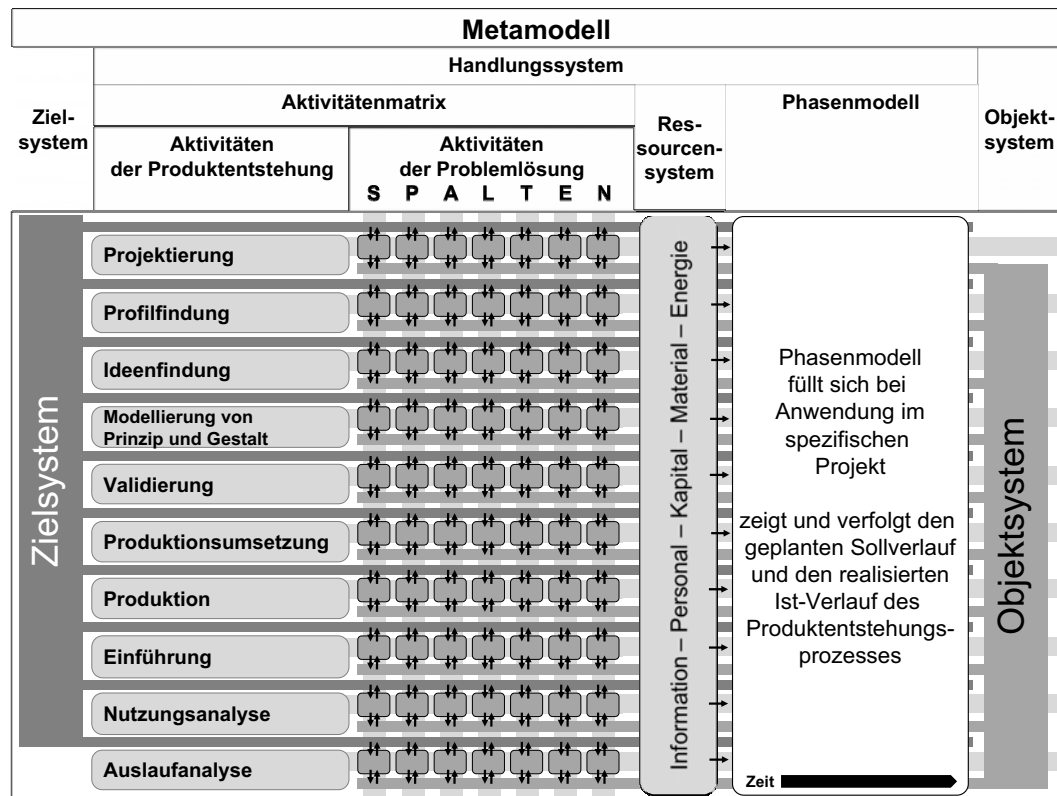 Metamodell
Handlungssystem
Ziel-
system
Aktivitätenmatrix
Aktivitäten
der Produktentstehung
Aktivitäten
der Problemlösung
S P A L T E N
Res-
sourcen-
system
Phasenmodell
Objekt-
system
Zielsystem
Projektierung
Profilfindung
Ideenfindung
Modellierung von
Prinzip und Gestalt
Validierung
Produktionsumsetzung
Produktion
Einführung
Nutzungsanalyse
Auslaufanalyse
Information – Personal – Kapital – Material – Energie
Phasenmodell
füllt sich bei
Anwendung im
spezifischen
Projekt
zeigt und verfolgt den
geplanten Sollverlauf
und den realisierten
Ist-Verlauf des
Produktentstehungs-
prozesses
Zeit
Objektsystem